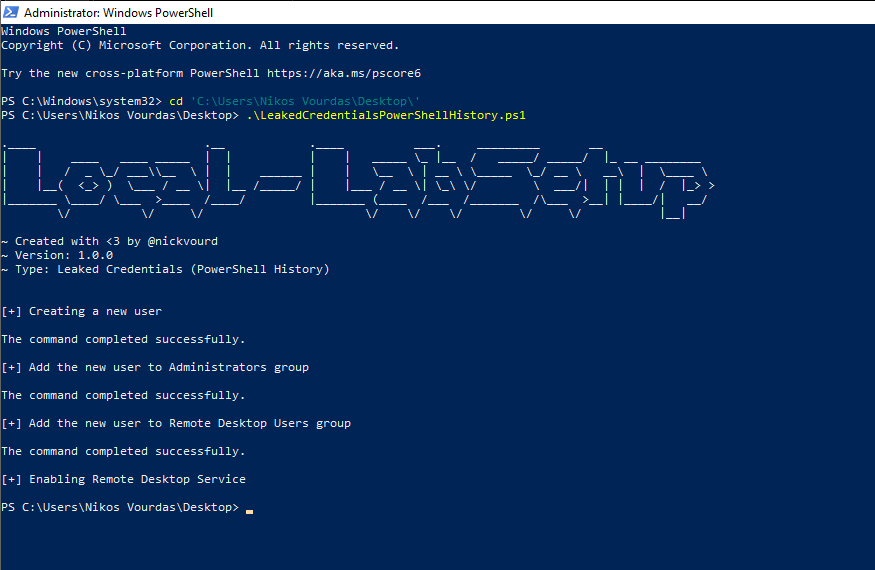 Administrator: Windows PowerShell
Windows PowerShell
Copyright (C) Microsoft Corporation. All rights reserved.
Try the new cross-platform PowerShell https://aka.ms/pscore6
PS C:\Windows\system32> cd 'C:\Users\Nikos Vourdas\Desktop\'
PS C:\Users\Nikos Vourdas\Desktop> .\LeakedCredentialsPowerShellHistory.ps1
Local - LabSetup
~ Created with <3 by @nickvourd
~ Version: 1.0.0
~ Type: Leaked Credentials (PowerShell History)
[+] Creating a new user
The command completed successfully.
[+] Add the new user to Administrators group
The command completed successfully.
[+] Add the new user to Remote Desktop Users group
The command completed successfully.
[+] Enabling Remote Desktop Service
PS C:\Users\Nikos Vourdas\Desktop>